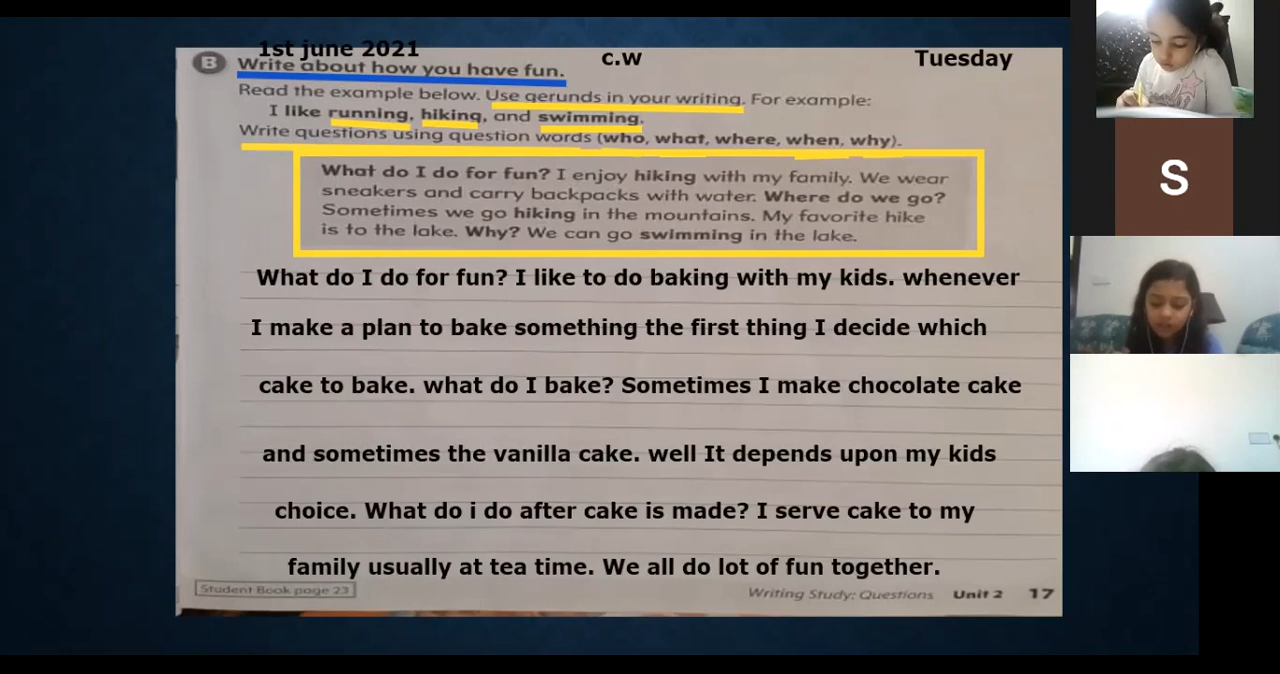 1st june 2021
c.w
Tuesday
B Write about how you have fun.
Read the example below. Use gerunds in your writing. For example:
I like running, hiking, and swimming.
Write questions using question words (who, what, where, when, why).
What do I do for fun? I enjoy hiking with my family. We wear
sneakers and carry backpacks with water. Where do we go?
Sometimes we go hiking in the mountains. My favorite hike
is to the lake. Why? We can go swimming in the lake.
What do I do for fun? I like to do baking with my kids. whenever
I make a plan to bake something the first thing I decide which
cake to bake. what do I bake? Sometimes I make chocolate cake
and sometimes the vanilla cake. well It depends upon my kids
choice. What do i do after cake is made? I serve cake to my
family usually at tea time. We all do lot of fun together.
Student Book page 23
Writing Study: Questions Unit 2 17
S